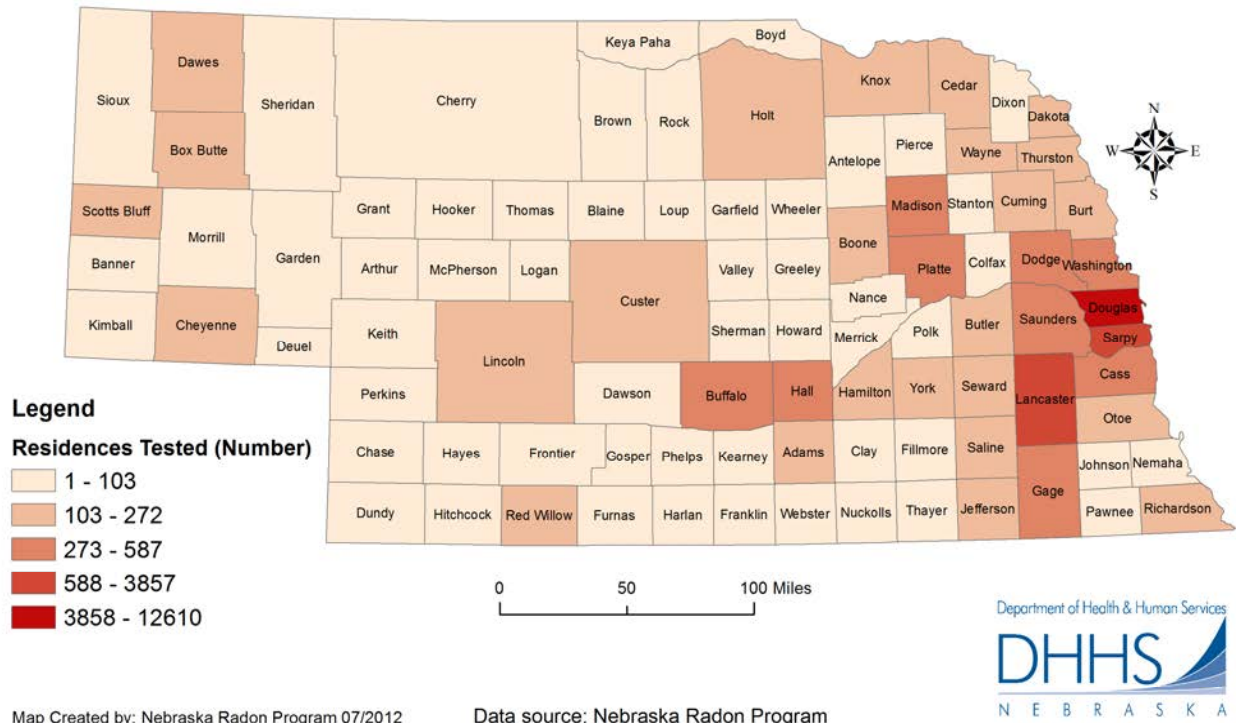 Keya Paha
Boyd
Dawes
Knox
Cedar
Sioux
Sheridan
Cherry
Dixon
Brown
Rock
Holt
Dakota
Box Butte
Antelope
Pierce
Wayne
Thurston
N
W E
S
Scotts Bluff
Grant
Hooker
Thomas
Blaine
Loup
Garfield
Wheeler
Madison
Stanton
Cuming
Burt
Morrill
Boone
Banner
Garden
Arthur
McPherson
Logan
Valley
Greeley
Platte
Colfax
Dodge
Washington
Custer
Nance
Douglas
Kimball
Cheyenne
Keith
Sherman
Howard
Merrick
Polk
Butler
Saunders
Sarpy
Deuel
Lincoln
Perkins
Dawson
Buffalo
Hall
Hamilton
York
Seward
Lancaster
Cass
Otoe
Chase
Hayes
Frontier
Gosper
Phelps
Kearney
Adams
Clay
Fillmore
Saline
Johnson
Nemaha
Gage
Dundy
Hitchcock
Red Willow
Furnas
Harlan
Franklin
Webster
Nuckolls
Thayer
Jefferson
Pawnee
Richardson
Legend
Residences Tested (Number)
1 - 103
103 - 272
273 - 587
588 - 3857
3858 - 12610
0 50 100 Miles
Department of Health & Human Services
DHHS
NEBRASKA
Map Created by: Nebraska Radon Program 07/2012
Data source: Nebraska Radon Program